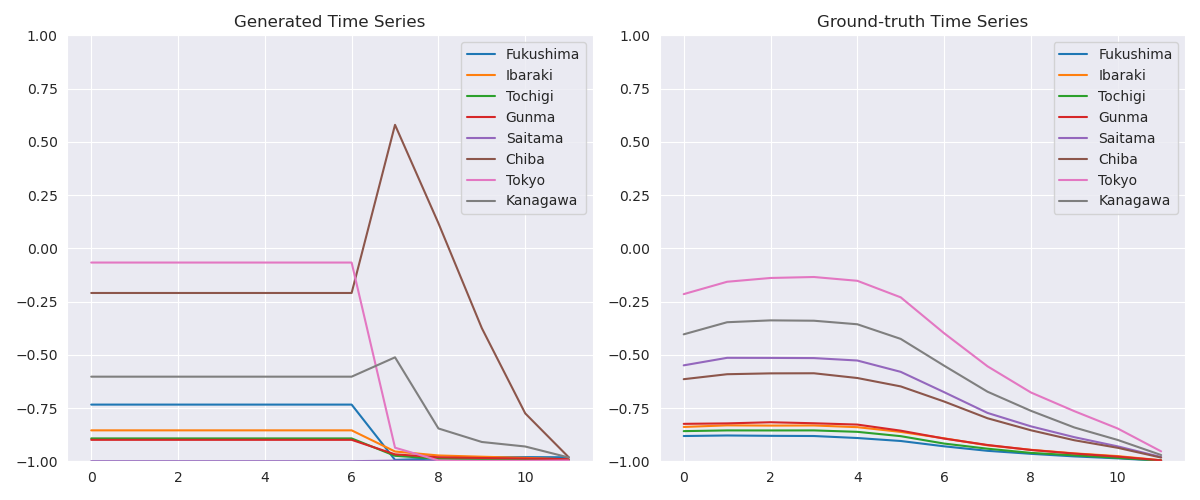 Generated Time Series
1.00
0.75
0.50
0.25
0.00
−0.25
−0.50
−0.75
−1.00
0 2 4 6 8 10
Fukushima
Ibaraki
Tochigi
Gunma
Saitama
Chiba
Tokyo
Kanagawa
Ground-truth Time Series
1.00
0.75
0.50
0.25
0.00
−0.25
−0.50
−0.75
−1.00
0 2 4 6 8 10
Fukushima
Ibaraki
Tochigi
Gunma
Saitama
Chiba
Tokyo
Kanagawa